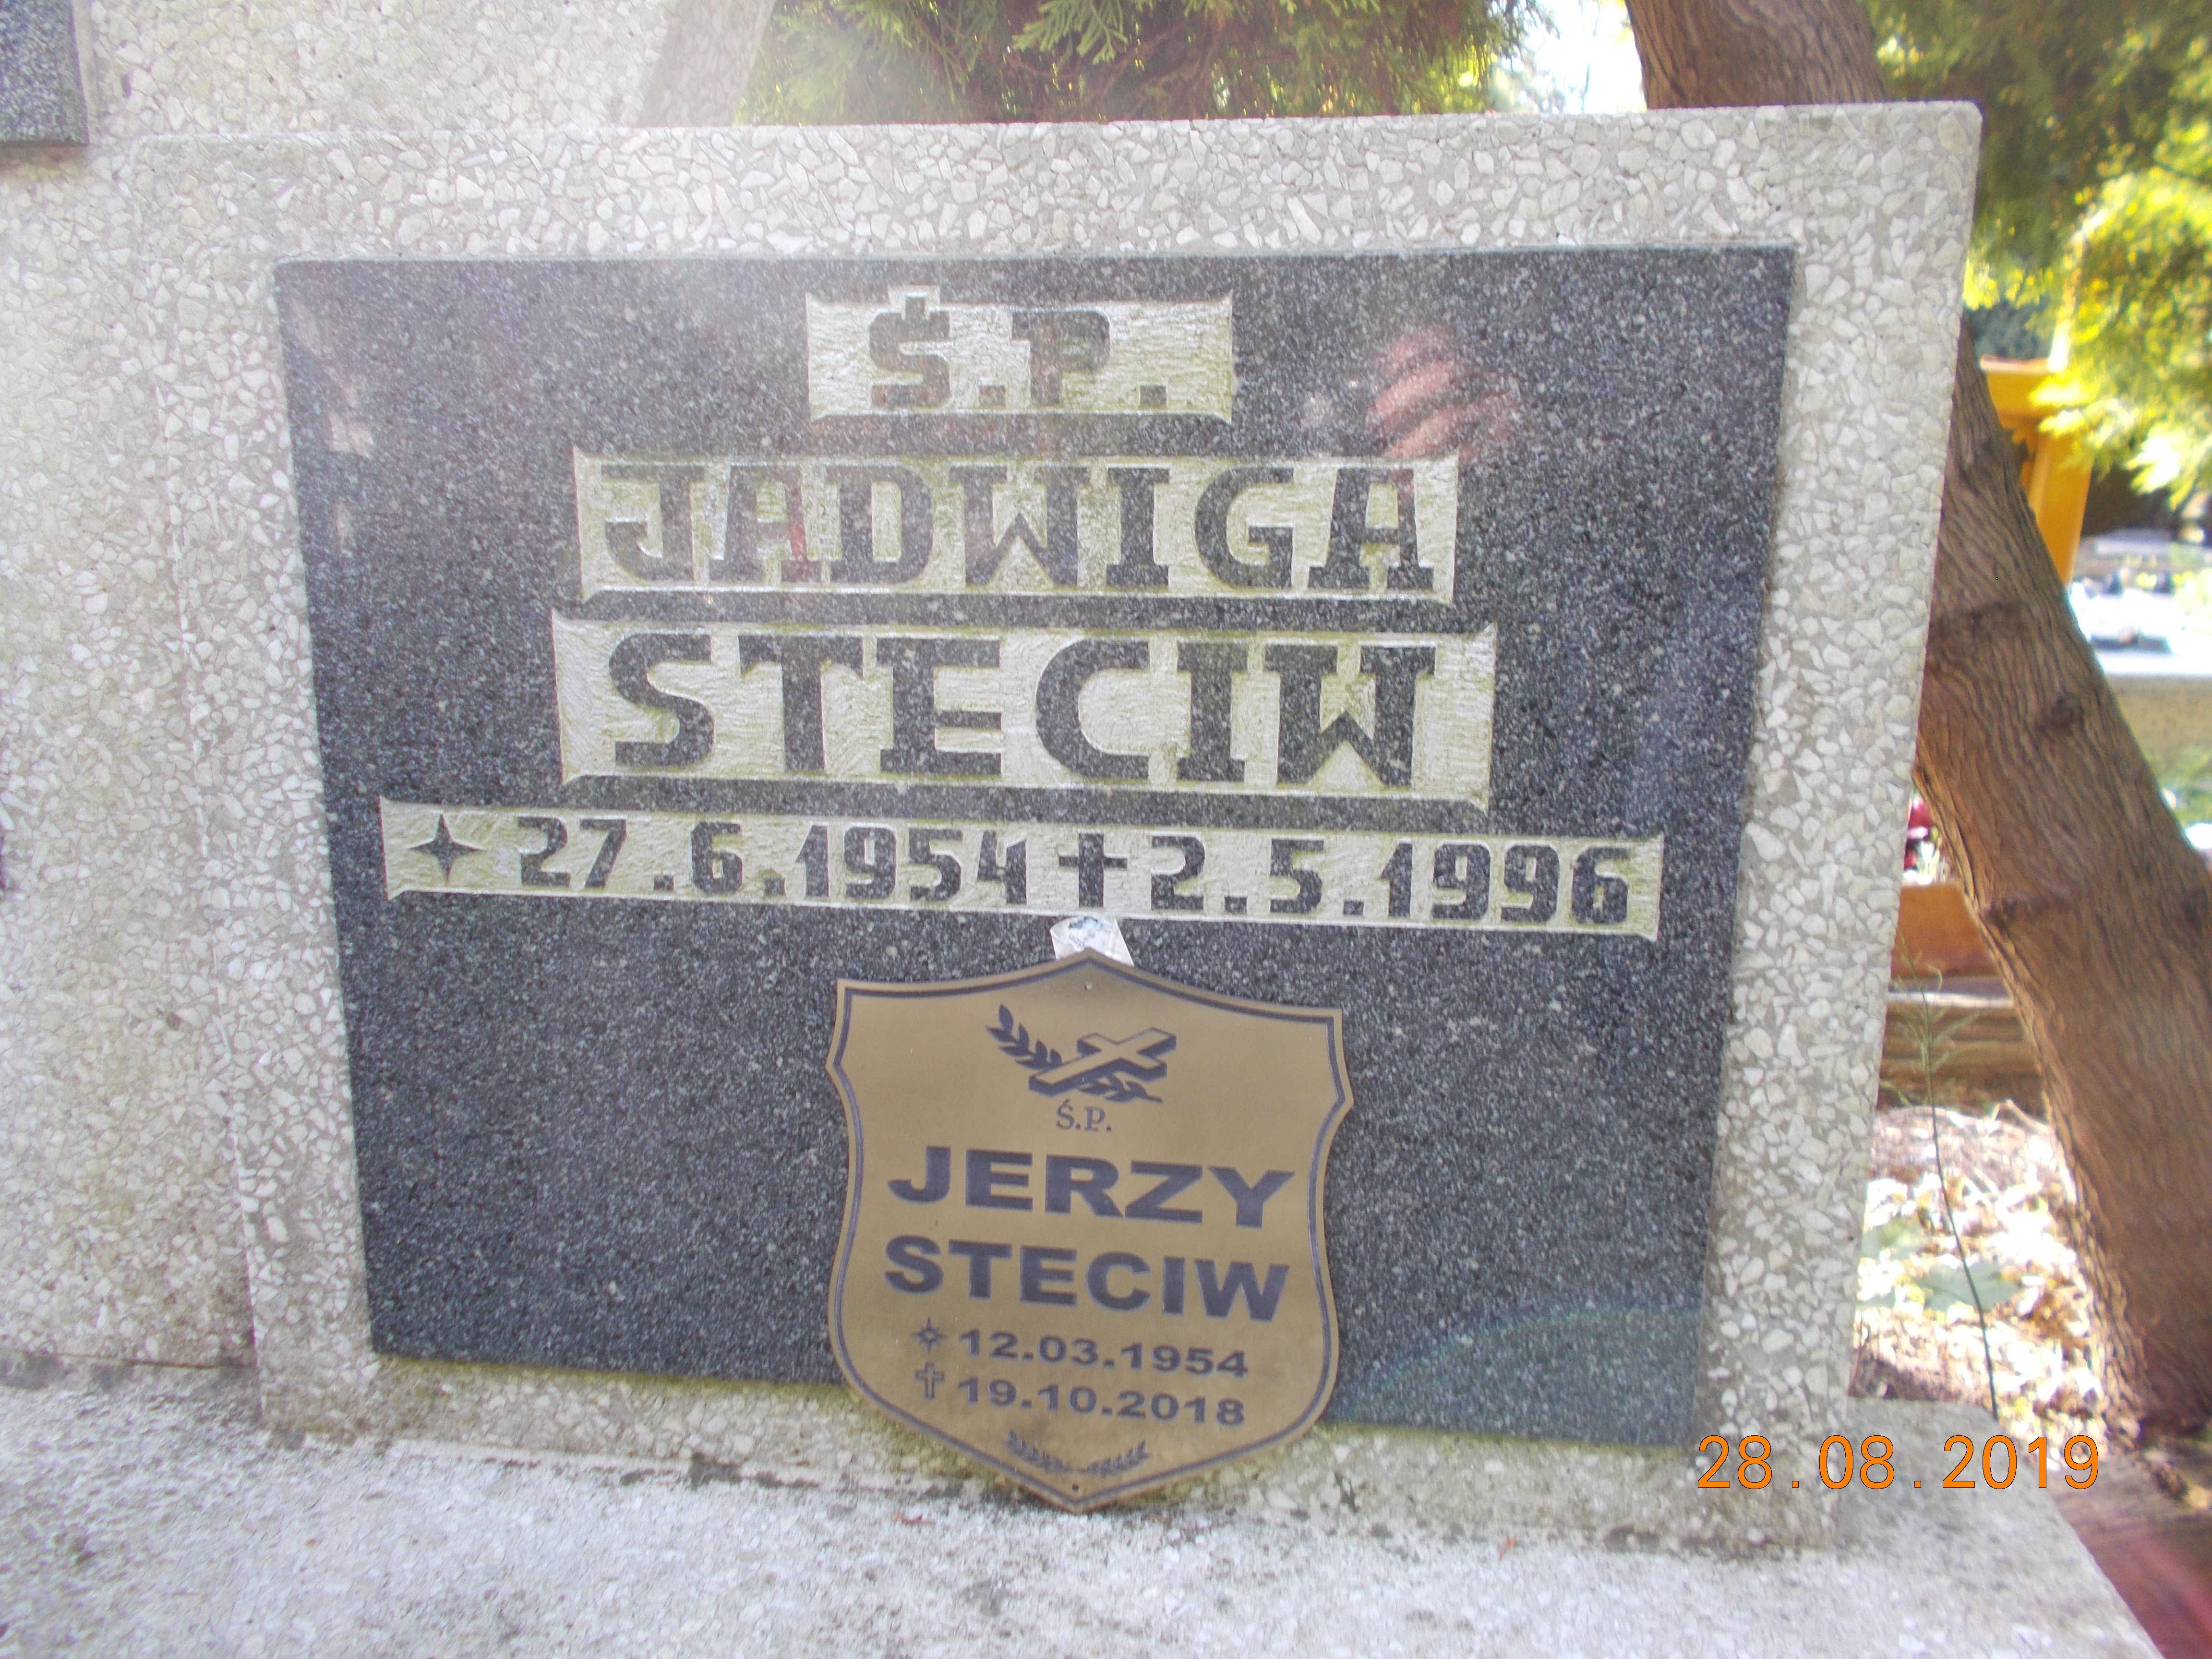 Ś.P.
JADWIGA
STECIW
27.6.1954 ✝ 2.5.1996
Ś.P.
JERZY
STECIW
12.03.1954
✝ 19.10.2018
28.08.2019